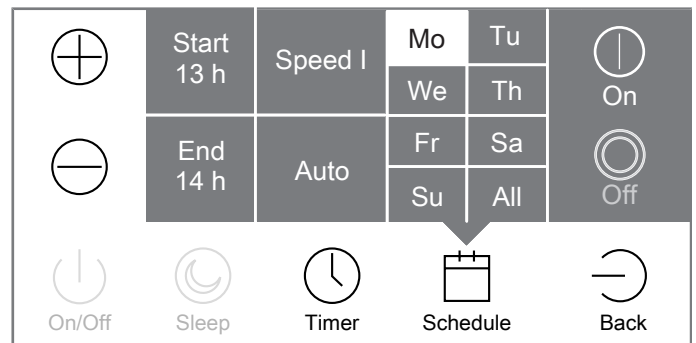 Start
13 h
Speed I
Mo
Tu
On
We
Th
End
14 h
Auto
Fr
Sa
Off
Su
All
On/Off
Sleep
Timer
Schedule
Back